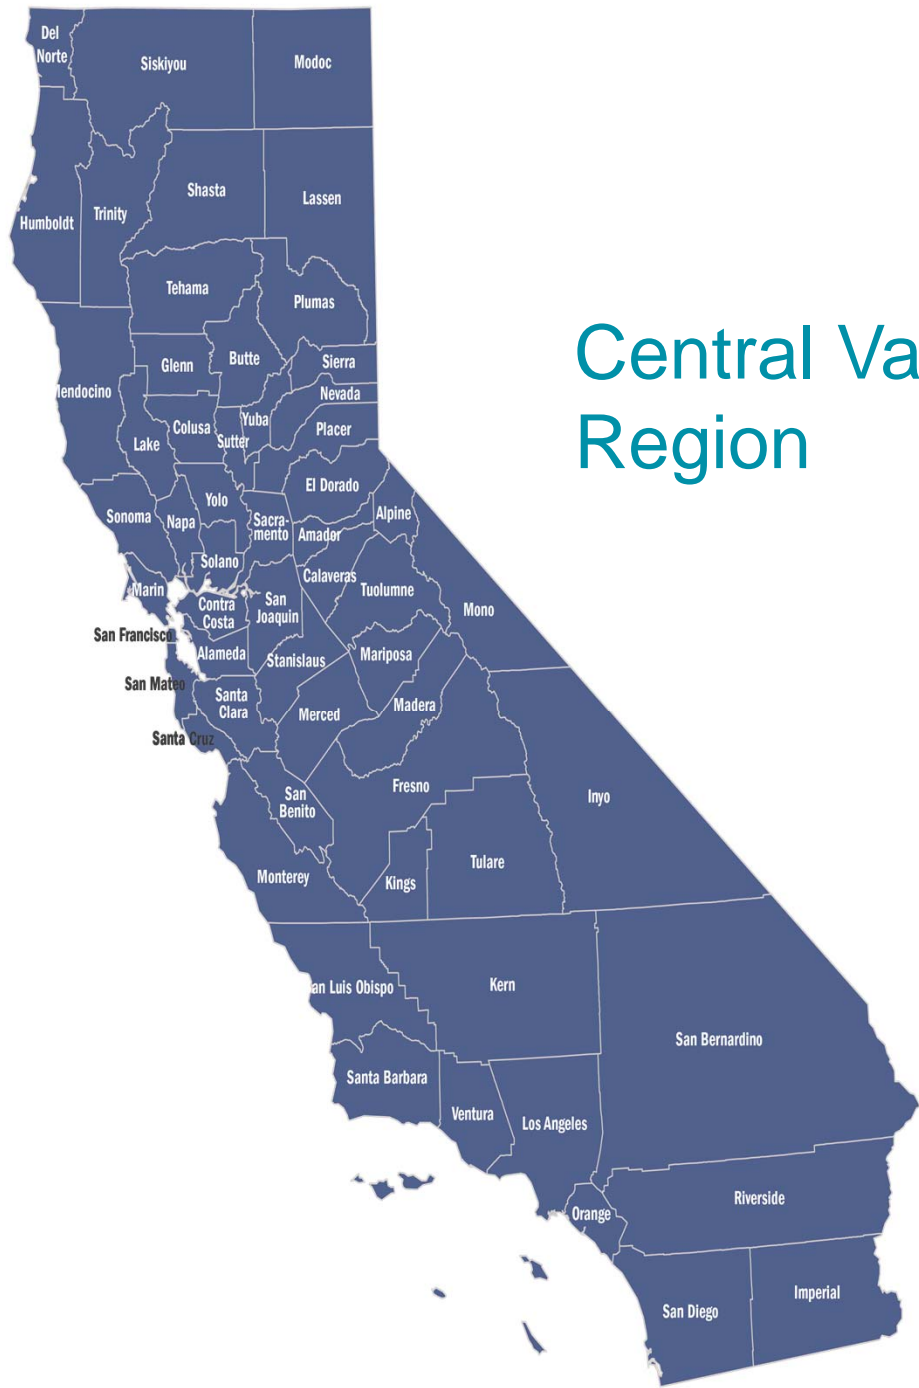 Del
Norte
Siskiyou
Modoc
Shasta
Lassen
Humboldt
Trinity
Tehama
Plumas
Central Va
Region
Glenn
Butte
Sierra
Mendocino
Nevada
Yuba
Colusa
Placer
Sutter
Lake
El Dorado
Yolo
Sonoma
Napa
Sacra-
mento
Alpine
Amador
Solano
Calaveras
Marin
Tuolumne
Contra
Costa
San
Joaquin
Mono
San Francisco
Alameda
Stanislaus
Mariposa
San Mateo
Santa
Clara
Merced
Madera
Santa Cruz
Fresno
San
Benito
Inyo
Monterey
Kings
Tulare
an Luis Obispo
Kern
San Bernardino
Santa Barbara
Ventura
Los Angeles
Riverside
Orange
Imperial
San Diego